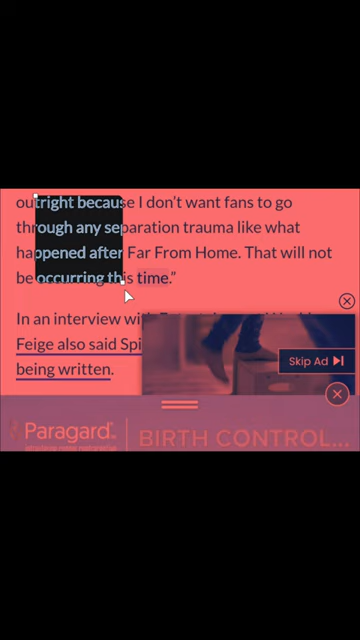 outright because I don't want fans to go
through any separation trauma like what
happened after Far From Home. That will not
be occurring this time."
In an interview with
Feige also said Spi
being written.
Skip Ad
Paragard
BIRTH CONTROL...